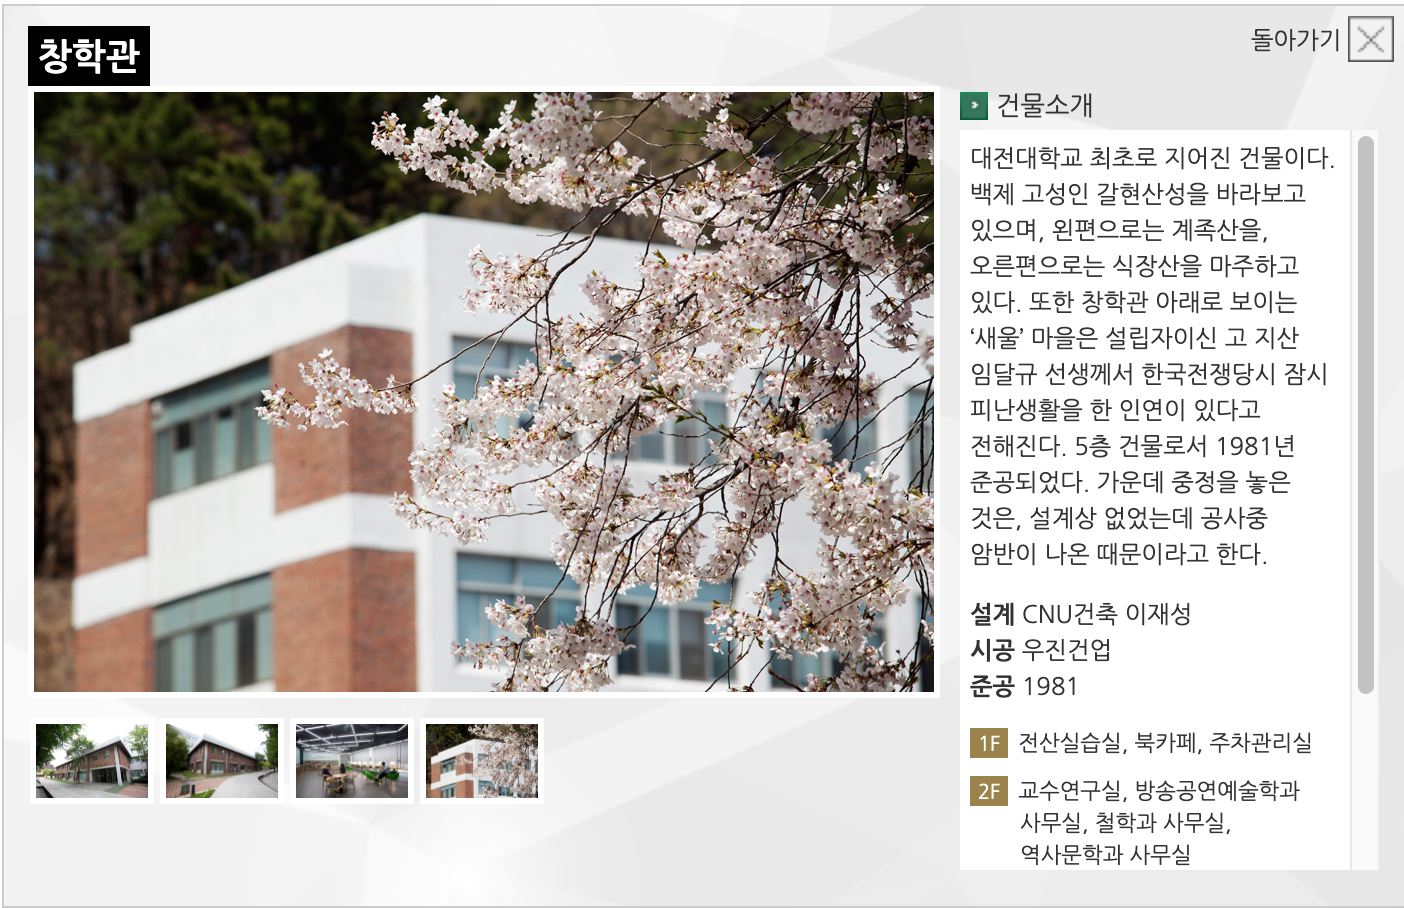 창학관
돌아가기
건물소개
대전대학교 최초로 지어진 건물이다.
백제 고성인 갈현산성을 바라보고
있으며, 왼편으로는 계족산을,
오른편으로는 식장산을 마주하고
있다. 또한 창학관 아래로 보이는
‘새울’ 마을은 설립자이신 고 지산
임달규 선생께서 한국전쟁당시 잠시
피난생활을 한 인연이 있다고
전해진다. 5층 건물로서 1981년
준공되었다. 가운데 중정을 놓은
것은, 설계상 없었는데 공사중
암반이 나온 때문이라고 한다.
설계 CNU건축 이재성
시공 우진건업
준공 1981
1F 전산실습실, 북카페, 주차관리실
2F 교수연구실, 방송공연예술학과
사무실, 철학과 사무실,
역사문학과 사무실